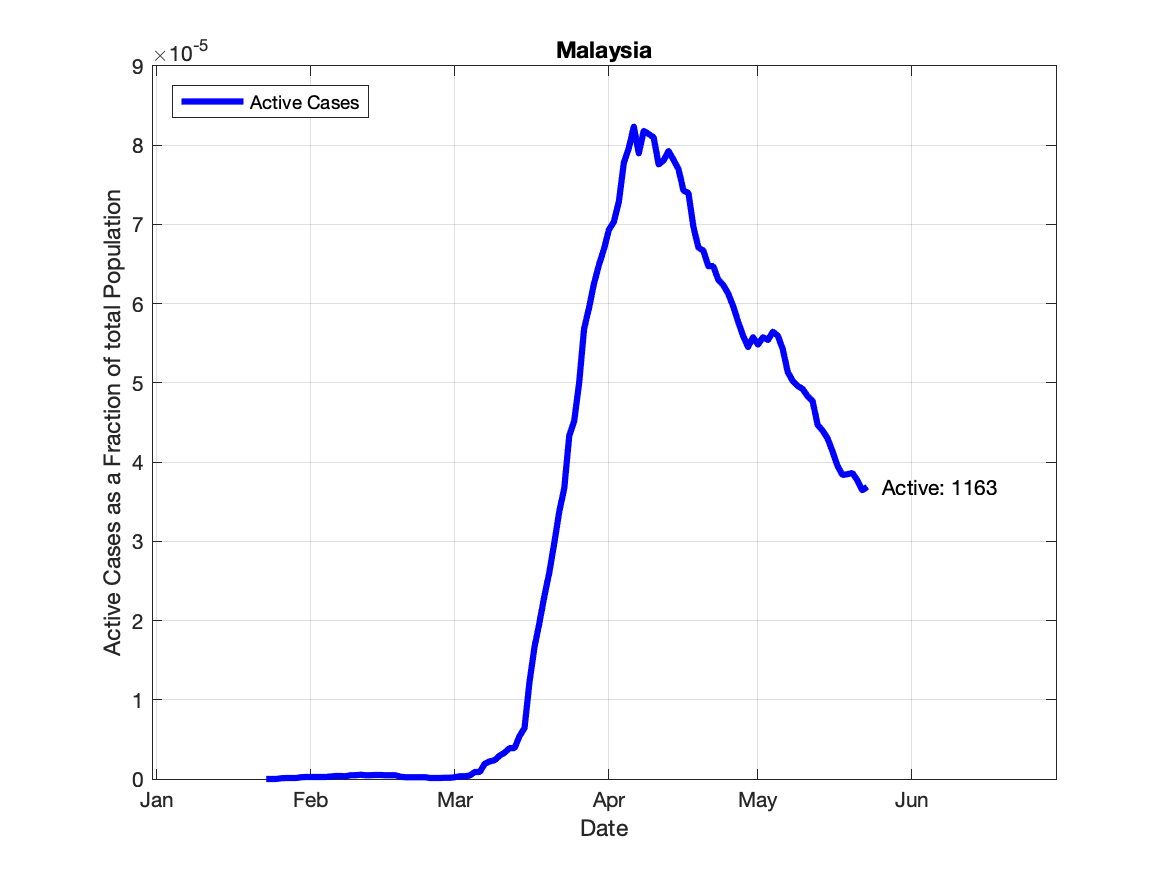 Malaysia
×10-5
Active Cases
9
8
7
6
5
4
3
2
1
0
Active Cases as a Fraction of total Population
Active: 1163
Jan Feb Mar Apr May Jun
Date